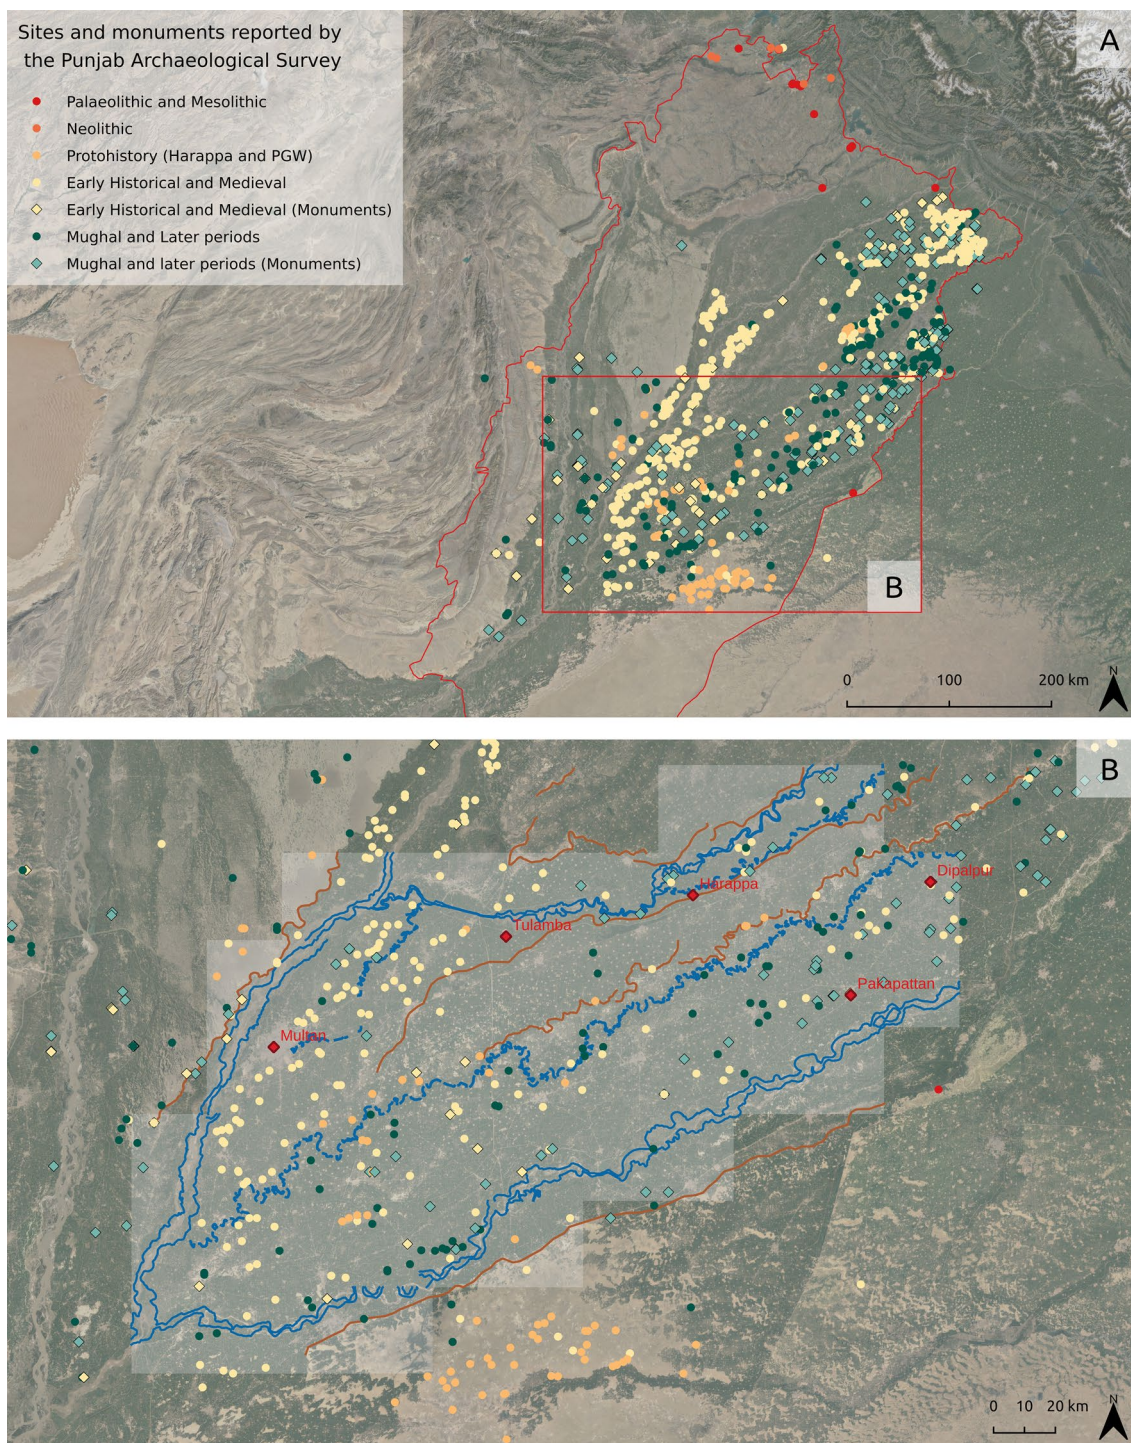 Sites and monuments reported by
the Punjab Archaeological Survey
A
Palaeolithic and Mesolithic
Neolithic
Protohistory (Harappa and PGW)
Early Historical and Medieval
Early Historical and Medieval (Monuments)
Mughal and Later periods
Mughal and later periods (Monuments)
B
0 100 200 km
N
B
Dipalpur
Harappa
Tulamba
Pakapattan
Multan
0 10 20 km
N